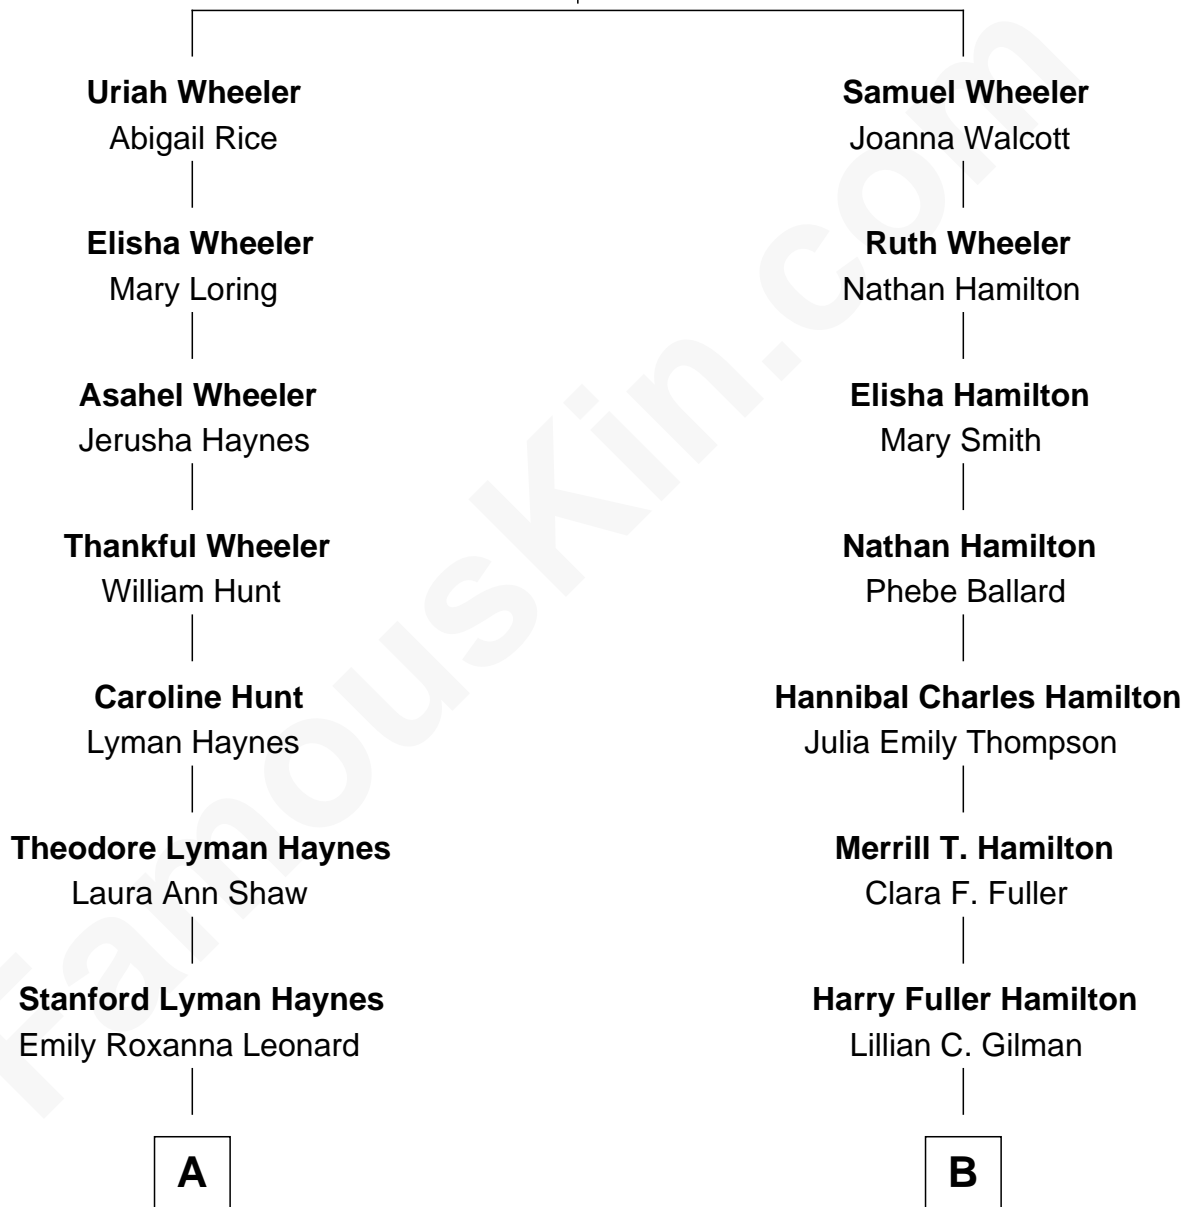 Uriah Wheeler
Abigail Rice
Elisha Wheeler
Mary Loring
Asahel Wheeler
Jerusha Haynes
Thankful Wheeler
William Hunt
Caroline Hunt
Lyman Haynes
Theodore Lyman Haynes
Laura Ann Shaw
Stanford Lyman Haynes
Emily Roxanna Leonard
A
Samuel Wheeler
Joanna Walcott
Ruth Wheeler
Nathan Hamilton
Elisha Hamilton
Mary Smith
Nathan Hamilton
Phebe Ballard
Hannibal Charles Hamilton
Julia Emily Thompson
Merrill T. Hamilton
Clara F. Fuller
Harry Fuller Hamilton
Lillian C. Gilman
B
FamousKin.com